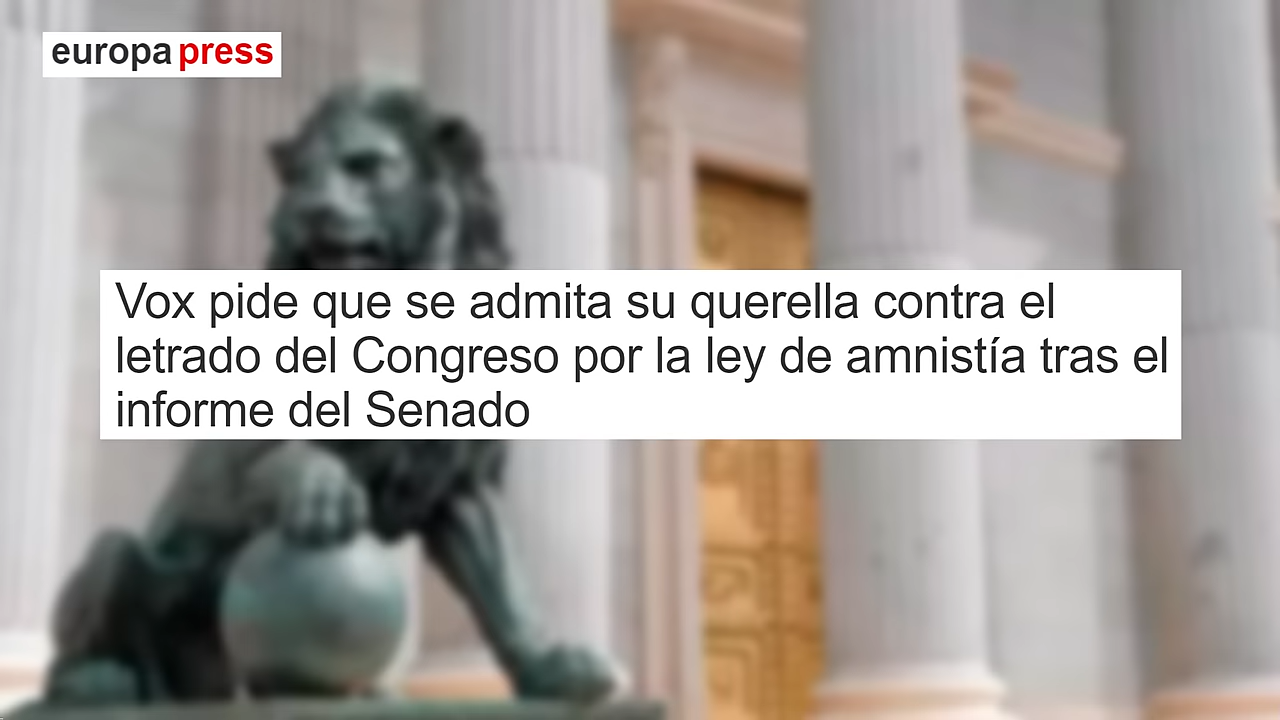 europa press
Vox pide que se admita su querella contra el
letrado del Congreso por la ley de amnistía tras el
informe del Senado